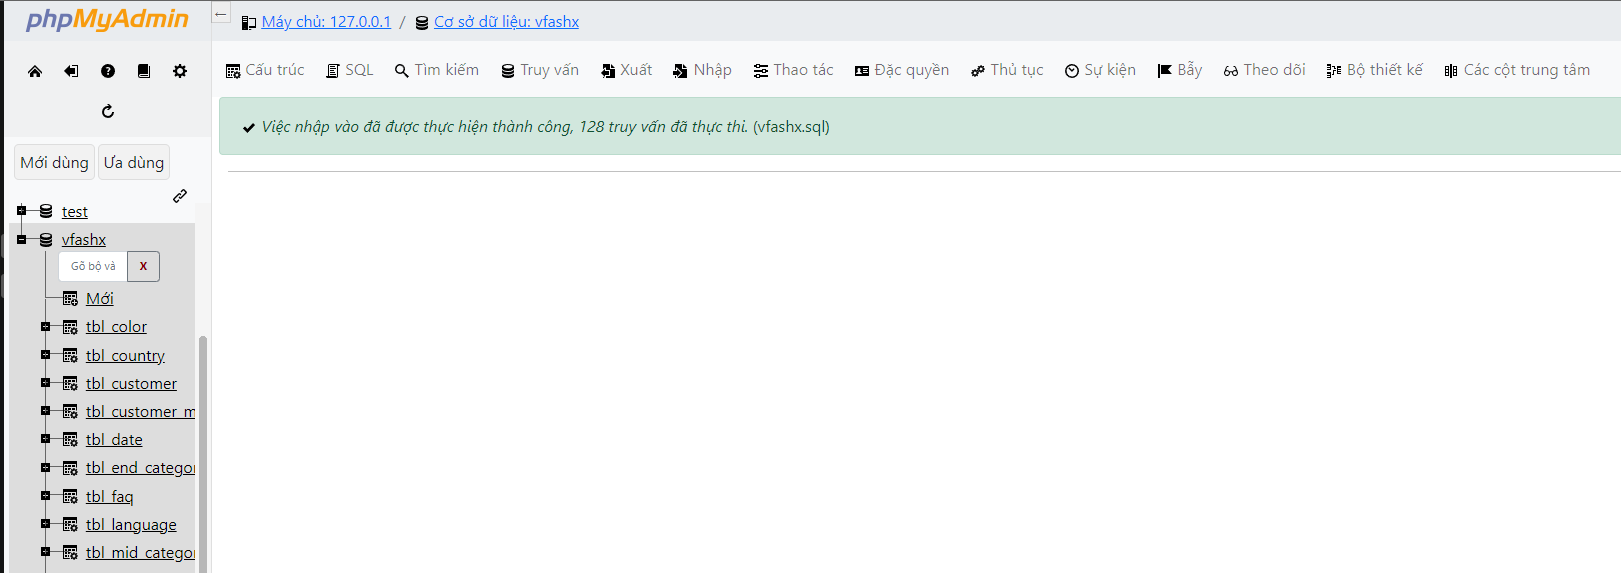 phpMyAdmin
Mới dùng Ưa dùng
test
vfashx
Gõ bộ và X
Mới
tbl_color
tbl_country
tbl_customer
tbl_customer_m
tbl_date
tbl_end_categor
tbl_faq
tbl_language
tbl_mid_categor
← Máy chủ: 127.0.0.1 / Cơ sở dữ liệu: vfashx
Cấu trúc SQL Tìm kiếm Truy vấn Xuất Nhập Thao tác Đặc quyền Thủ tục Sự kiện Bẫy Theo dõi Bộ thiết kế Các cột trung tâm
Việc nhập vào đã được thực hiện thành công, 128 truy vấn đã thực thi. (vfashx.sql)